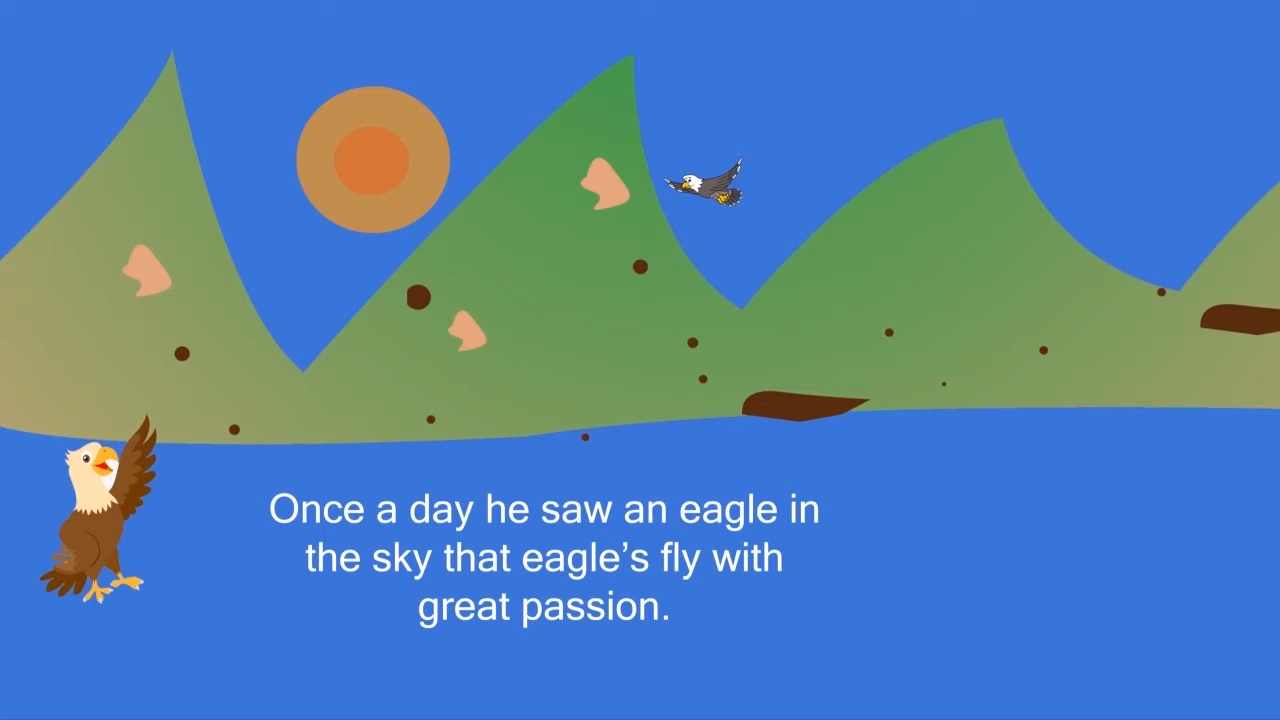 Once a day he saw an eagle in
the sky that eagle’s fly with
great passion.